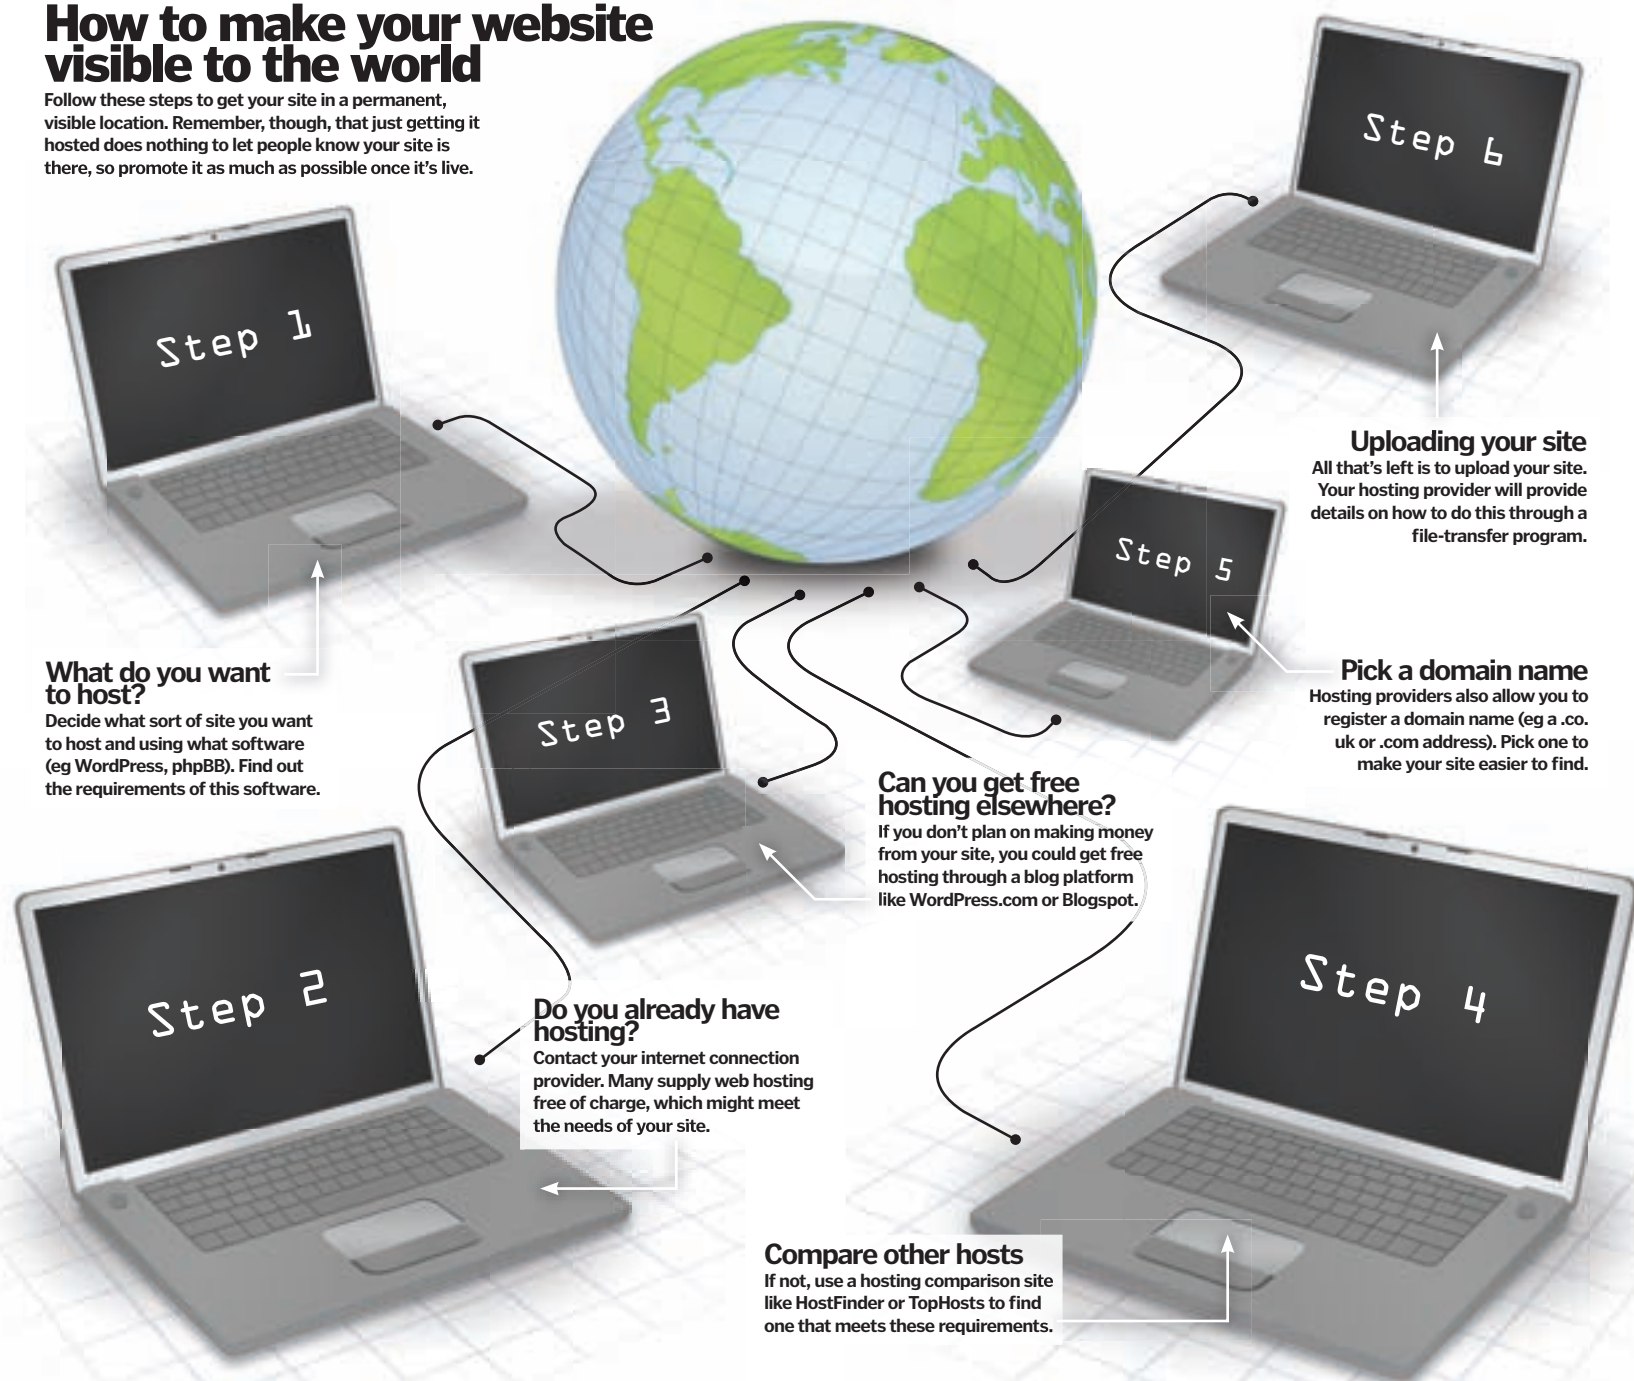 How to make your website
visible to the world
Follow these steps to get your site in a permanent,
visible location. Remember, though, that just getting it
hosted does nothing to let people know your site is
there, so promote it as much as possible once it's live.
Step 1
What do you want
to host?
Decide what sort of site you want
to host and using what software
(eg WordPress, phpBB). Find out
the requirements of this software.
Step 2
Do you already have
hosting?
Contact your internet connection
provider. Many supply web hosting
free of charge, which might meet
the needs of your site.
Step 3
Can you get free
hosting elsewhere?
If you don't plan on making money
from your site, you could get free
hosting through a blog platform
like WordPress.com or Blogspot.
Step 4
Compare other hosts
If not, use a hosting comparison site
like HostFinder or TopHosts to find
one that meets these requirements.
Step 5
Pick a domain name
Hosting providers also allow you to
register a domain name (eg a .co.
uk or .com address). Pick one to
make your site easier to find.
Step 6
Uploading your site
All that's left is to upload your site.
Your hosting provider will provide
details on how to do this through a
file-transfer program.